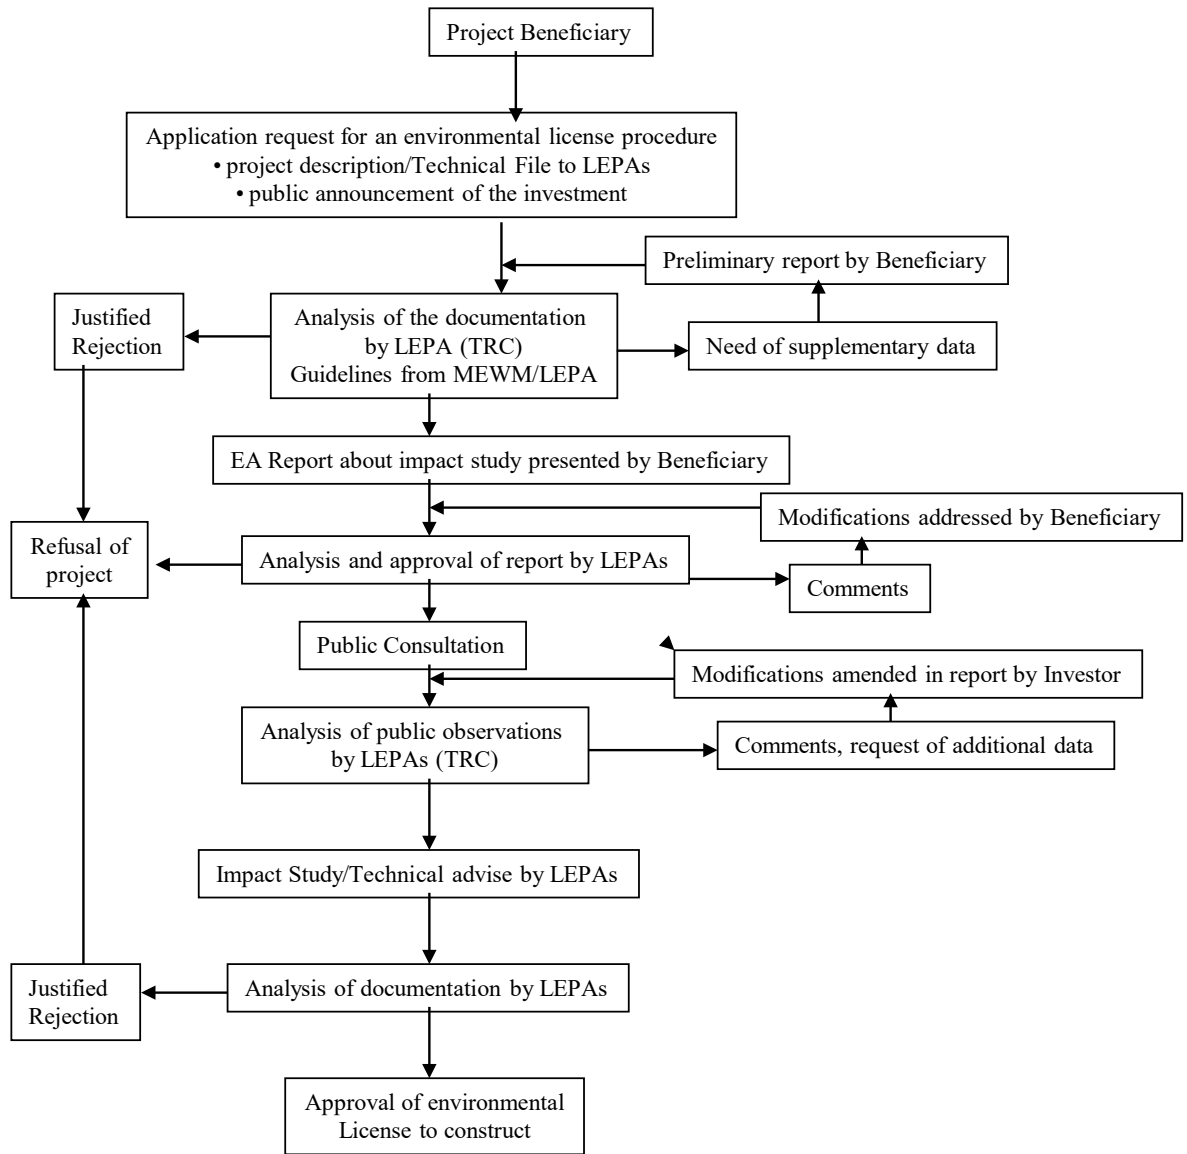 Project Beneficiary
Application request for an environmental license procedure
• project description/Technical File to LEPAs
• public announcement of the investment
Preliminary report by Beneficiary
Justified
Rejection
Analysis of the documentation
by LEPA (TRC)
Guidelines from MEWM/LEPA
Need of supplementary data
EA Report about impact study presented by Beneficiary
Modifications addressed by Beneficiary
Refusal of
project
Analysis and approval of report by LEPAs
Comments
Public Consultation
Modifications amended in report by Investor
Analysis of public observations
by LEPAs (TRC)
Comments, request of additional data
Impact Study/Technical advise by LEPAs
Justified
Rejection
Analysis of documentation by LEPAs
Approval of environmental
License to construct